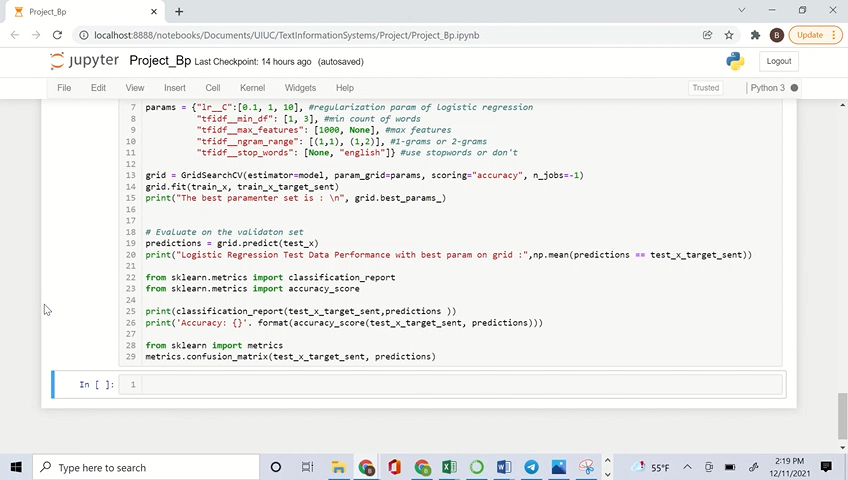 Project_Bp
localhost:8888/notebooks/Documents/UIUC/TextInformationSystems/Project/Project_Bp.ipynb
B
Update
jupyter Project_Bp Last Checkpoint: 14 hours ago (autosaved)
Logout
File Edit View Insert Cell Kernel Widgets Help
Trusted
Python 3
7 params = {"lr__C":[0.1, 1, 10], #regularization param of logistic regression
8 "tfidf__min_df": [1, 3], #min count of words
9 "tfidf__max_features": [1000, None], #max features
10 "tfidf__ngram_range": [(1,1), (1,2)], #1-grams or 2-grams
11 "tfidf__stop_words": [None, "english"]} #use stopwords or don't
12
13 grid = GridSearchCV(estimator=model, param_grid=params, scoring="accuracy", n_jobs=-1)
14 grid.fit(train_x, train_x_target_sent)
15 print("The best paramenter set is : \n", grid.best_params_)
16
17
18 # Evaluate on the validaton set
19 predictions = grid.predict(test_x)
20 print("Logistic Regression Test Data Performance with best param on grid :",np.mean(predictions == test_x_target_sent))
21
22 from sklearn.metrics import classification_report
23 from sklearn.metrics import accuracy_score
24
25 print(classification_report(test_x_target_sent,predictions ))
26 print('Accuracy: {}'. format(accuracy_score(test_x_target_sent, predictions)))
27
28 from sklearn import metrics
29 metrics.confusion_matrix(test_x_target_sent, predictions)
In [ ]: 1
Type here to search
55°F
2:19 PM
12/11/2021